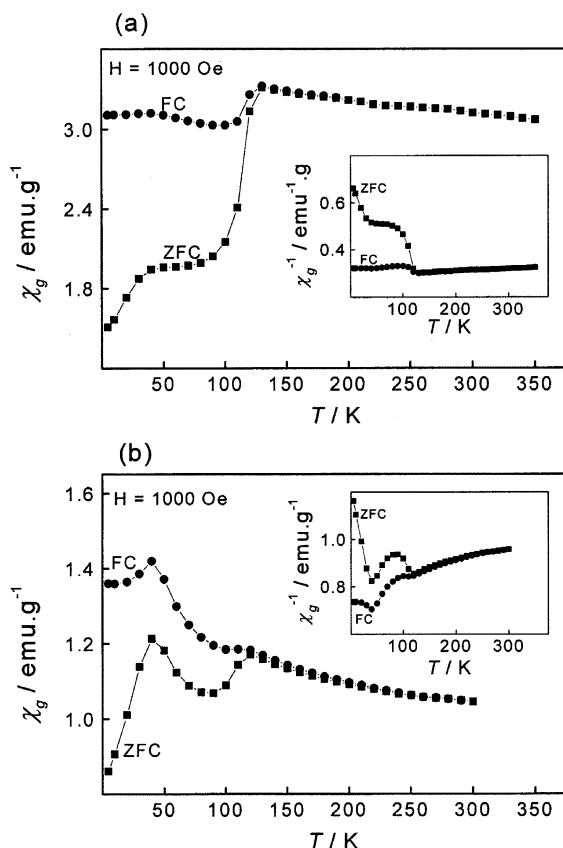 (a)
H = 1000 Oe
FC
ZFC
3.0
2.4
1.8
χg / emu.g⁻¹
50 100 150 200 250 300 350
T / K
ZFC
FC
0.6
0.4
χg⁻¹ / emu⁻¹.g
100 200 300
T / K
(b)
H = 1000 Oe
FC
ZFC
1.6
1.4
1.2
1.0
χg / emu.g⁻¹
50 100 150 200 250 300 350
T / K
ZFC
FC
1.0
0.8
χg⁻¹ / emu.g⁻¹
100 200 300
T / K